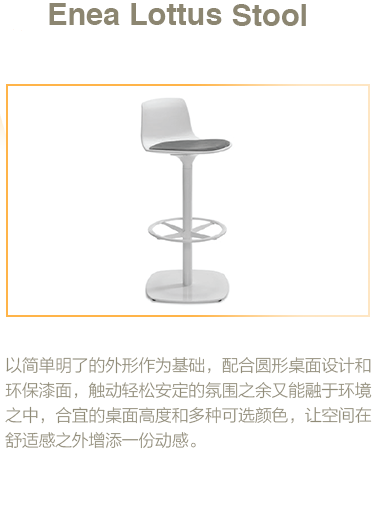 Enea Lottus Stool
以简单明了的外形作为基础，配合圆形桌面设计和
环保漆面，触动轻松安定的氛围之余又能融于环境
之中，合宜的桌面高度和多种可选颜色，让空间在
舒适感之外增添一份动感。